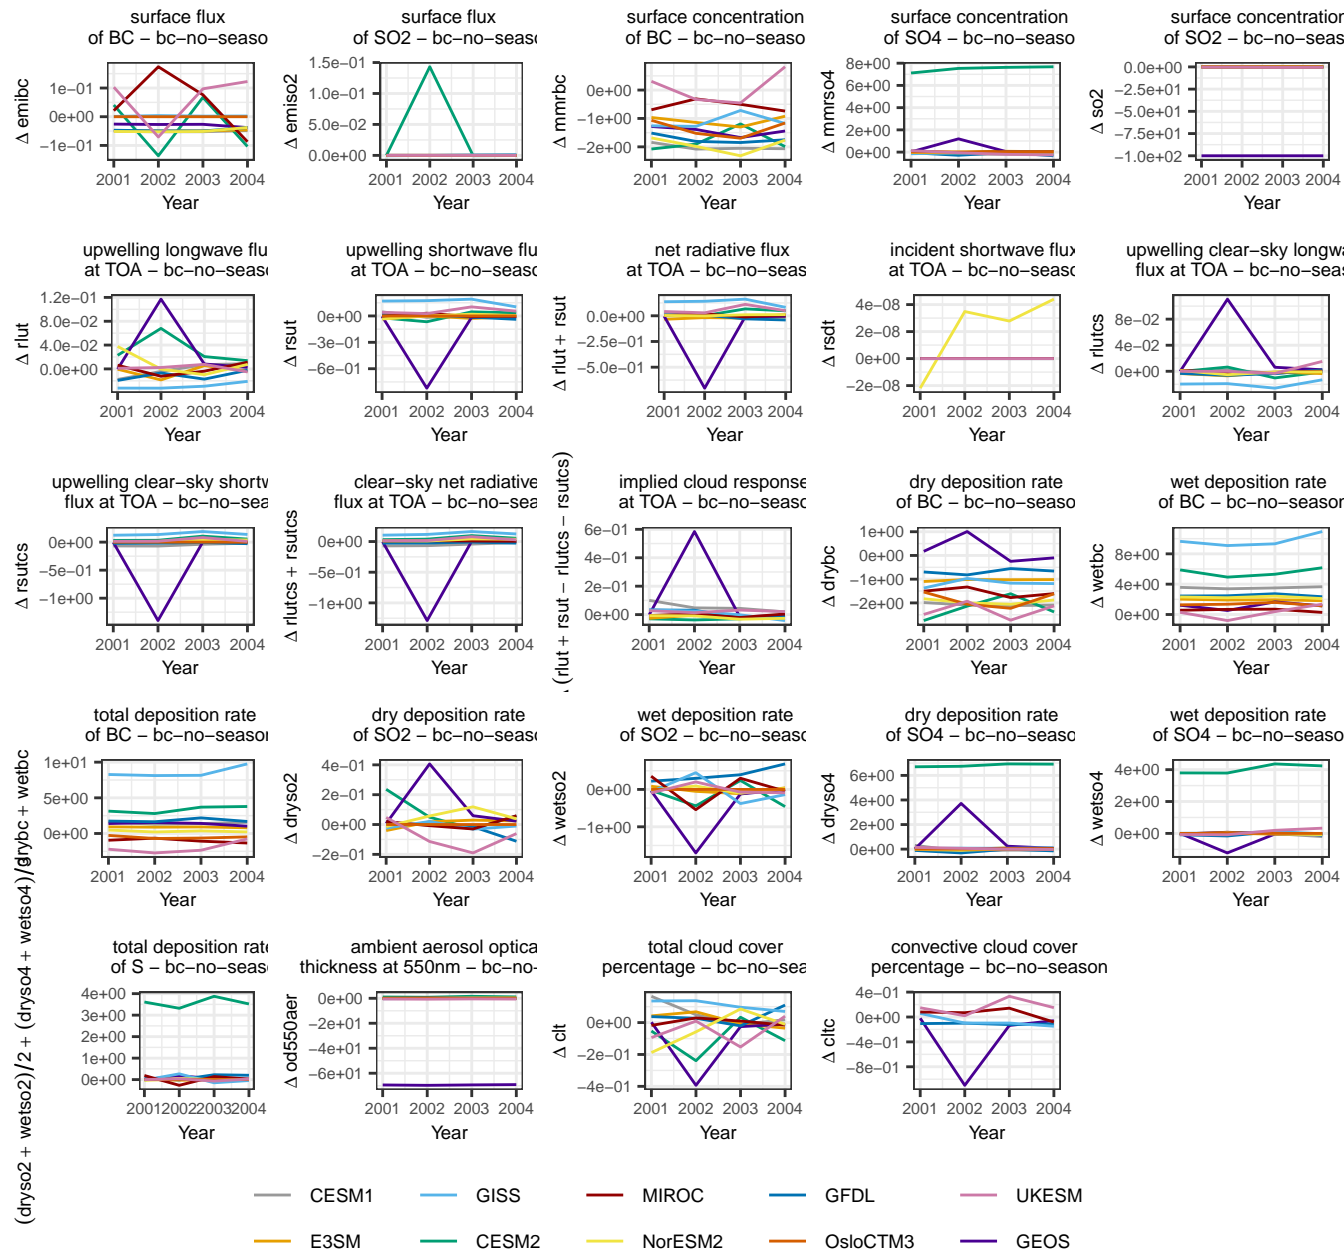 surface flux
of BC − bc−no−seaso
Δ emibc
1e−01
0e+00
−1e−01
2001 2002 2003 2004
Year
surface flux
of SO2 − bc−no−seas
Δ emiso2
1.5e−01
1.0e−01
5.0e−02
0.0e+00
2001 2002 2003 2004
Year
surface concentration
of BC − bc−no−seaso
Δ mmrbc
0e+00
−1e+00
−2e+00
2001 2002 2003 2004
Year
surface concentration
of SO4 − bc−no−seaso
Δ mmrso4
8e+00
6e+00
4e+00
2e+00
0e+00
2001 2002 2003 2004
Year
surface concentration
of SO2 − bc−no−seas
Δ so2
0.0e+00
−2.5e+01
−5.0e+01
−7.5e+01
−1.0e+02
2001 2002 2003 2004
Year
upwelling longwave flu
at TOA − bc−no−seaso
Δ rlut
1.2e−01
8.0e−02
4.0e−02
0.0e+00
2001 2002 2003 2004
Year
upwelling shortwave flu
at TOA − bc−no−seas
Δ rsut
0e+00
−3e−01
−6e−01
2001 2002 2003 2004
Year
net radiative flux
at TOA − bc−no−seaso
Δ rlut + rsut
0.0e+00
−5.0e−01
2001 2002 2003 2004
Year
incident shortwave flux
at TOA − bc−no−seaso
Δ rsdt
4e−08
2e−08
0e+00
−2e−08
2001 2002 2003 2004
Year
upwelling clear−sky longwa
flux at TOA − bc−no−seas
Δ rlutcs
8e−02
4e−02
0e+00
2001 2002 2003 2004
Year
upwelling clear−sky shortw
flux at TOA − bc−no−sea
Δ rsutcs
0e+00
−5e−01
−1e+00
2001 2002 2003 2004
Year
clear−sky net radiative
flux at TOA − bc−no−sea
Δ rlutcs + rsutcs
0e+00
−5e−01
−1e+00
2001 2002 2003 2004
Year
implied cloud response
at TOA − bc−no−seaso
(rlut + rsut − rlutcs − rsutcs)
6e−01
4e−01
2e−01
0e+00
2001 2002 2003 2004
Year
dry deposition rate
of BC − bc−no−seaso
Δ drybc
1e+00
0e+00
−1e+00
−2e+00
2001 2002 2003 2004
Year
wet deposition rate
of BC − bc−no−season
Δ wetbc
8e+00
4e+00
0e+00
2001 2002 2003 2004
Year
total deposition rate
of BC − bc−no−season
drybc + wetbc
1e+01
5e+00
0e+00
2001 2002 2003 2004
Year
dry deposition rate
of SO2 − bc−no−seas
Δ dryso2
4e−01
2e−01
0e+00
−2e−01
2001 2002 2003 2004
Year
wet deposition rate
of SO2 − bc−no−seaso
Δ wetso2
0e+00
−1e+00
2001 2002 2003 2004
Year
dry deposition rate
of SO4 − bc−no−seaso
Δ dryso4
6e+00
4e+00
2e+00
0e+00
2001 2002 2003 2004
Year
wet deposition rate
of SO4 − bc−no−seaso
Δ wetso4
4e+00
2e+00
0e+00
2001 2002 2003 2004
Year
total deposition rate
of S − bc−no−seaso
(dryso2 + wetso2)/2 + (dryso4 + wetso4)/3
4e+00
3e+00
2e+00
1e+00
0e+00
2001 2002 2003 2004
Year
ambient aerosol optica
thickness at 550nm − bc−no−
Δ od550aer
0e+00
−2e+01
−4e+01
−6e+01
2001 2002 2003 2004
Year
total cloud cover
percentage − bc−no−sea
Δ clt
0e+00
−2e−01
−4e−01
2001 2002 2003 2004
Year
convective cloud cover
percentage − bc−no−season
Δ cltc
4e−01
0e+00
−4e−01
−8e−01
2001 2002 2003 2004
Year
CESM1 GISS MIROC GFDL UKESM
E3SM CESM2 NorESM2 OsloCTM3 GEOS